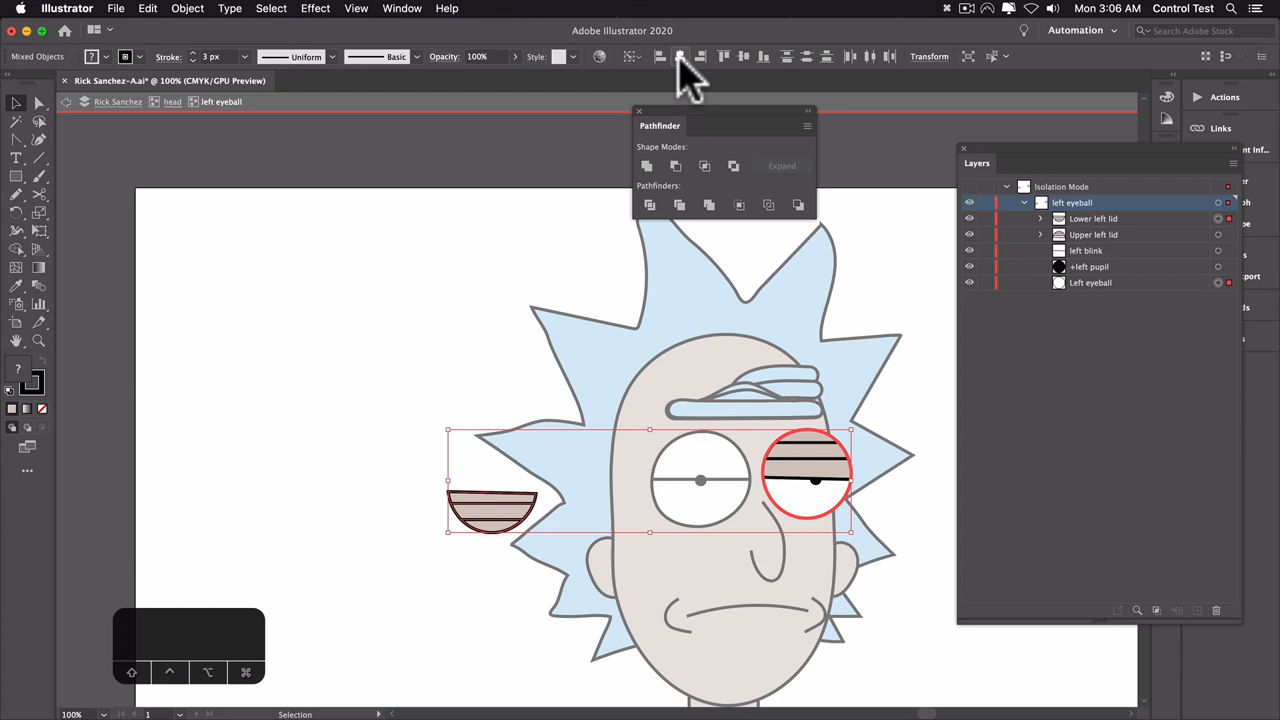 Illustrator File Edit Object Type Select Effect View Window Help Mon 3:06 AM Control Test
Adobe Illustrator 2020 Automation Search Adobe Stock
Mixed Objects ? Stroke: 3 px Uniform Basic Opacity: 100% Style: Transform
Rick Sanchez-A.ai* @ 100% (CMYK/GPU Preview)
Rick Sanchez head left eyeball
Actions
Pathfinder
Links
Shape Modes:
Expand
Pathfinders:
Layers
Isolation Mode
left eyeball
Lower left lid
Upper left lid
left blink
+left pupil
Left eyeball
?
100% 1 Selection